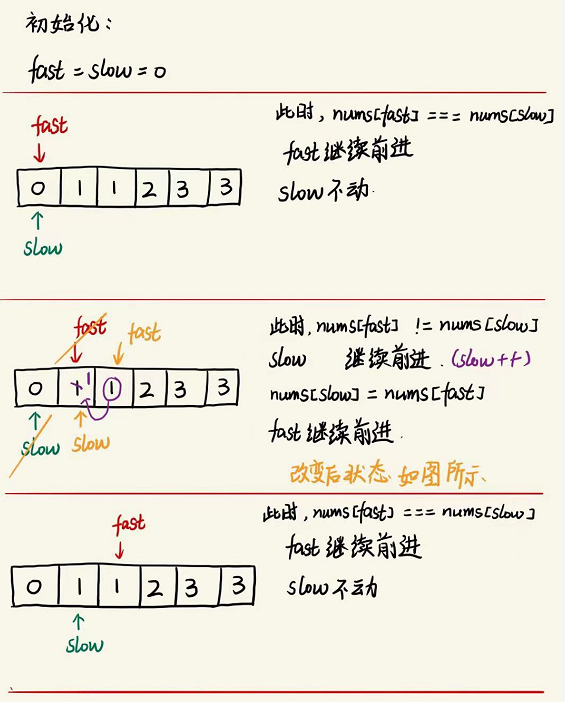 初始化：
fast = slow = 0
此时, nums[fast] === nums[slow]
fast 继续前进
slow 不动.
fast
0 1 1 2 3 3
slow
此时, nums[fast] != nums[slow]
slow 继续前进. (slow++)
nums[slow] = nums[fast]
fast 继续前进.
改变后状态如图所示、
fast fast
0 1 1 1 2 3 3
slow slow
此时, nums[fast] === nums[slow]
fast 继续前进
slow 不动
fast
0 1 1 2 3 3
slow